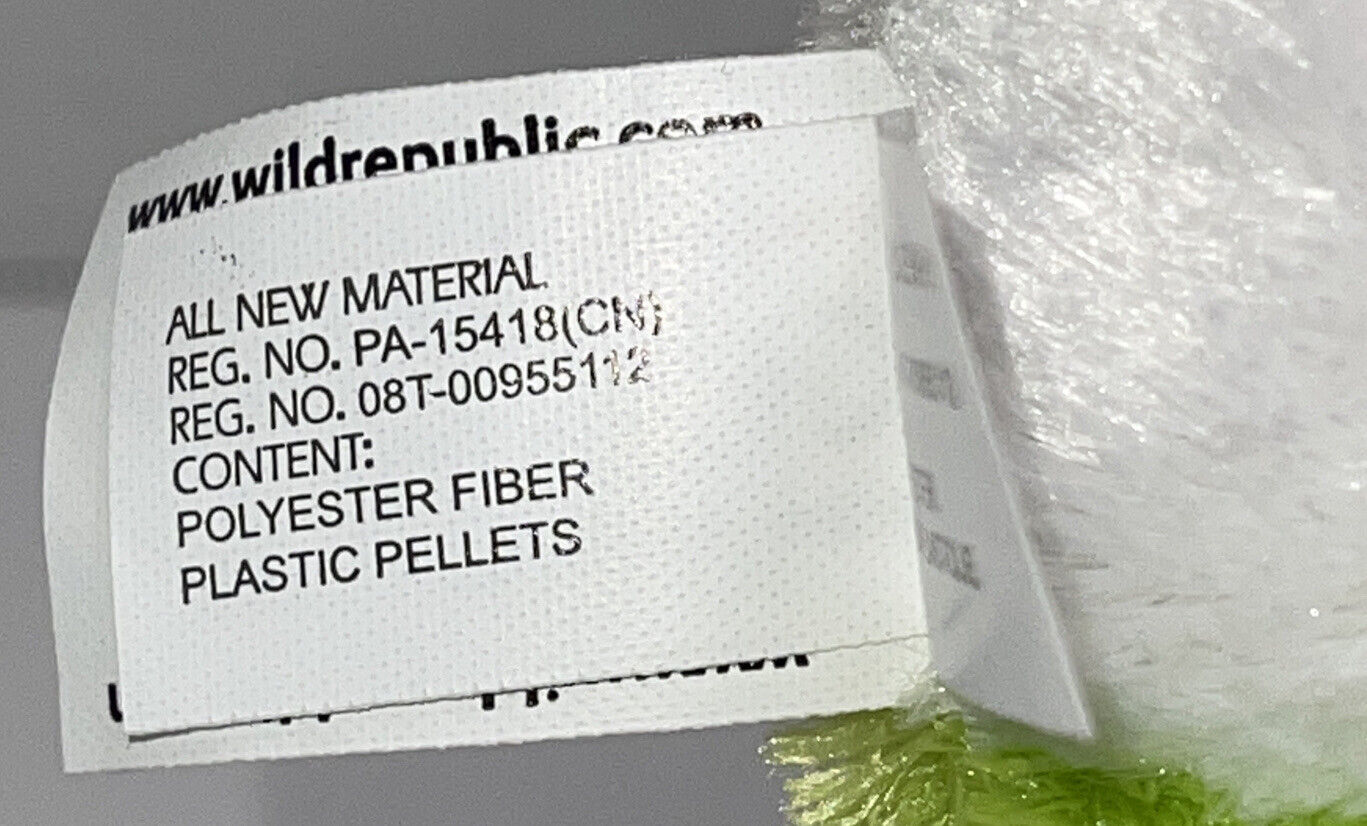 www.wildrepublic.com
ALL NEW MATERIAL
REG. NO. PA-15418(CN)
REG. NO. 08T-00955112
CONTENT:
POLYESTER FIBER
PLASTIC PELLETS